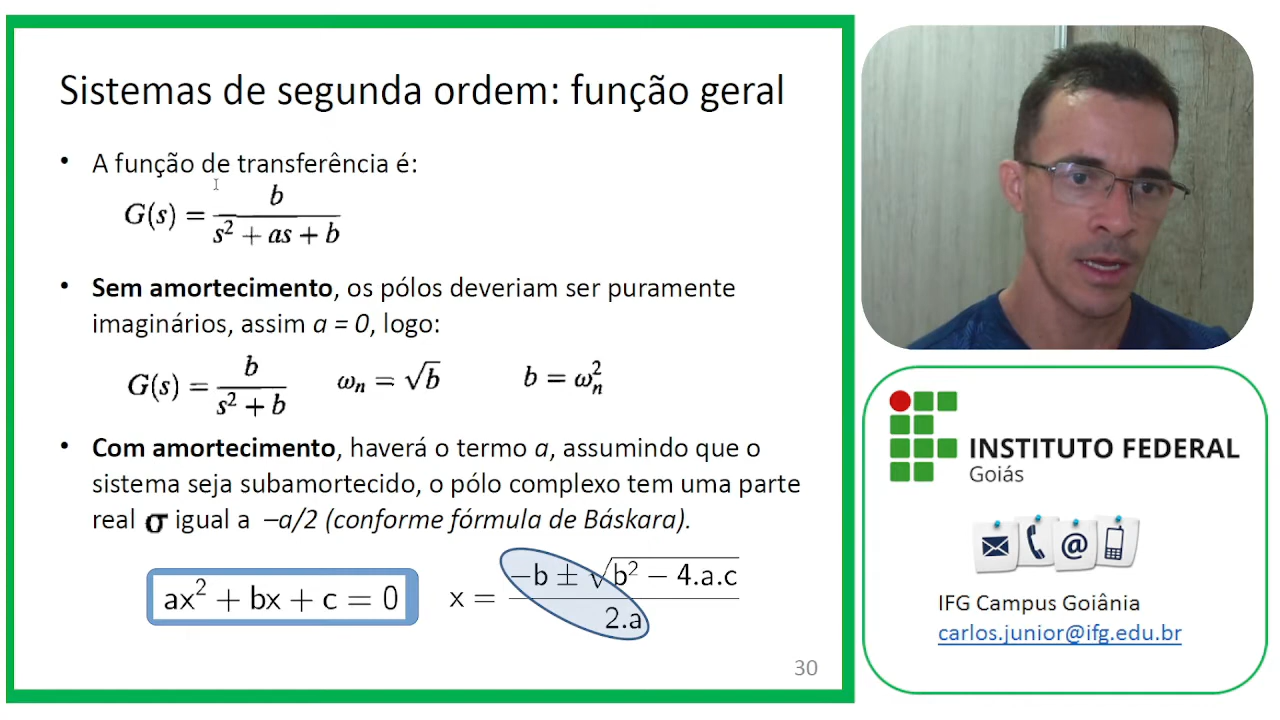 Sistemas de segunda ordem: função geral
• A função de transferência é:
G(s) = b / (s² + as + b)
• Sem amortecimento, os pólos deveriam ser puramente
imaginários, assim a = 0, logo:
G(s) = b / (s² + b)   ωₙ = √b   b = ωₙ²
• Com amortecimento, haverá o termo a, assumindo que o
sistema seja subamortecido, o pólo complexo tem uma parte
real σ igual a –a/2 (conforme fórmula de Báskara).
ax² + bx + c = 0   x = (−b ± √(b² − 4.a.c)) / 2.a
30
INSTITUTO FEDERAL
Goiás
@
IFG Campus Goiânia
carlos.junior@ifg.edu.br